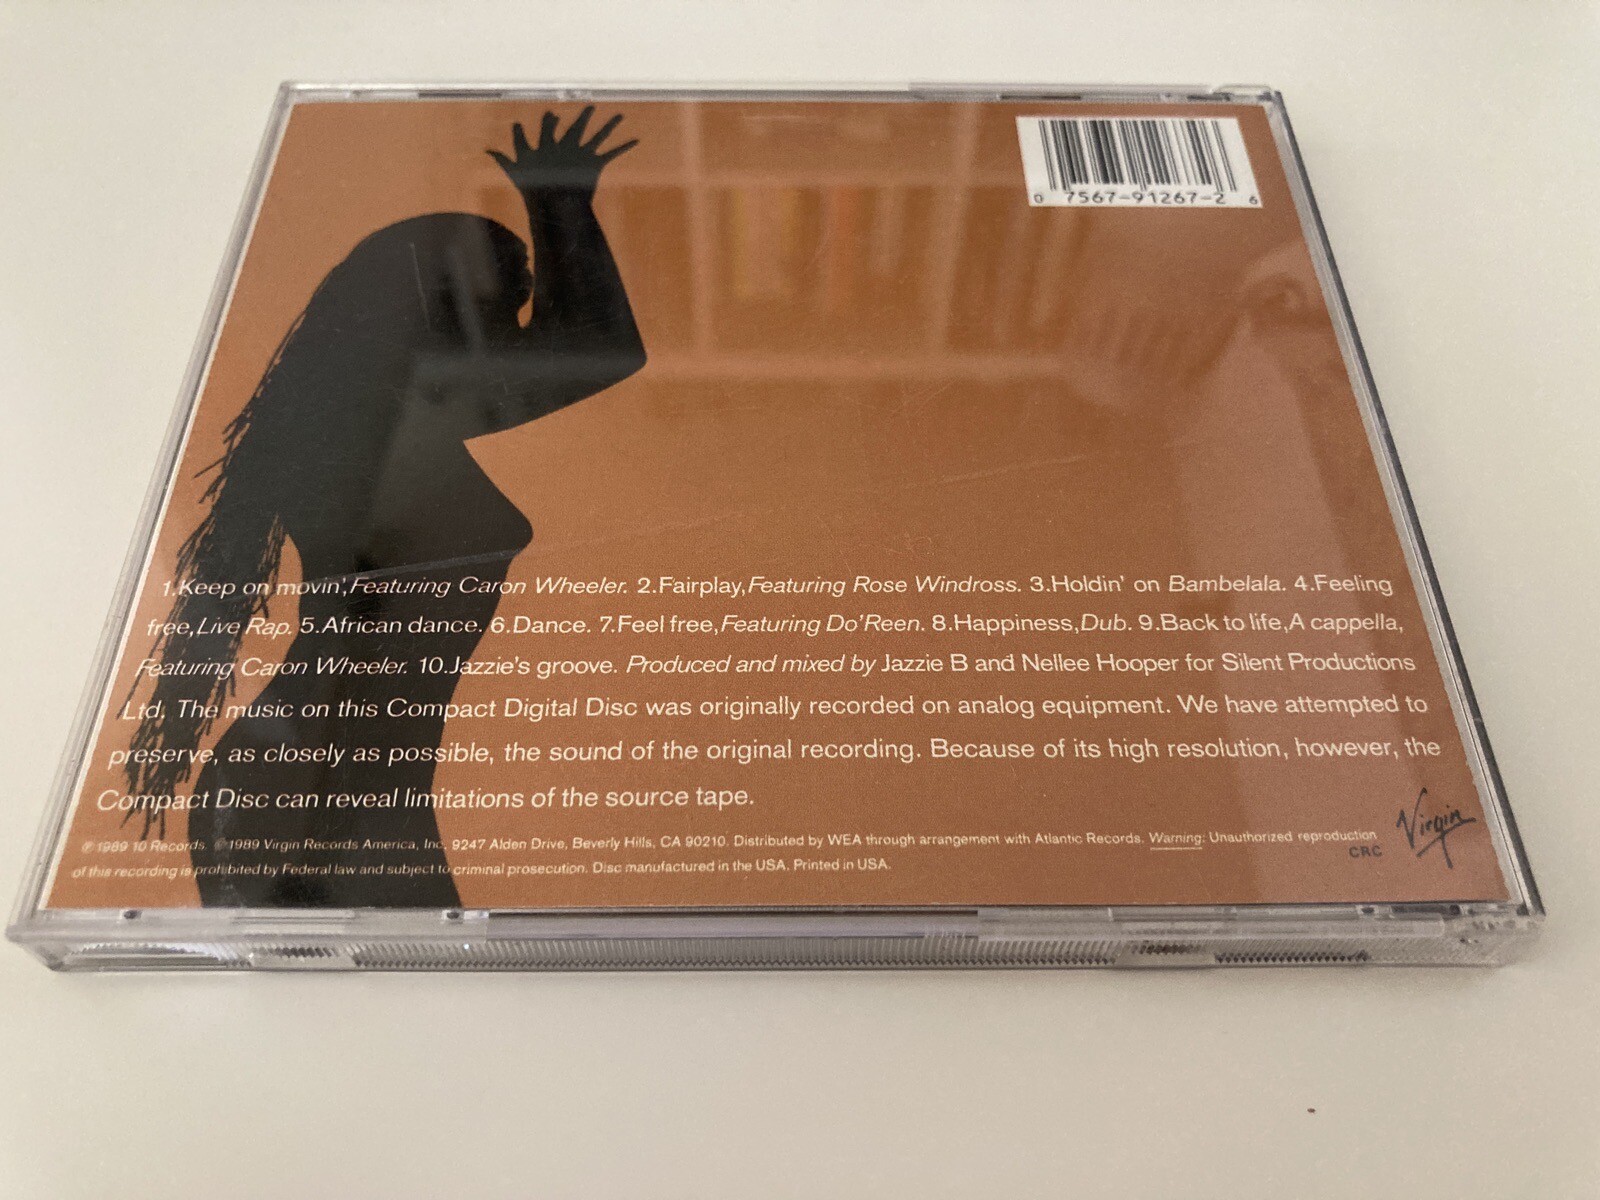 0 7567-91267-2 6
1.Keep on movin',Featuring Caron Wheeler. 2.Fairplay,Featuring Rose Windross. 3.Holdin' on Bambelala. 4.Feeling
free,Live Rap. 5.African dance. 6.Dance. 7.Feel free,Featuring Do'Reen. 8.Happiness,Dub. 9.Back to life,A cappella,
Featuring Caron Wheeler. 10.Jazzie's groove. Produced and mixed by Jazzie B and Nellee Hooper for Silent Productions
Ltd. The music on this Compact Digital Disc was originally recorded on analog equipment. We have attempted to
preserve, as closely as possible, the sound of the original recording. Because of its high resolution, however, the
Compact Disc can reveal limitations of the source tape.
℗ 1989 10 Records. © 1989 Virgin Records America, Inc. 9247 Alden Drive, Beverly Hills, CA 90210. Distributed by WEA through arrangement with Atlantic Records. Warning: Unauthorized reproduction
of this recording is prohibited by Federal law and subject to criminal prosecution. Disc manufactured in the USA. Printed in USA.
CRC
Virgin